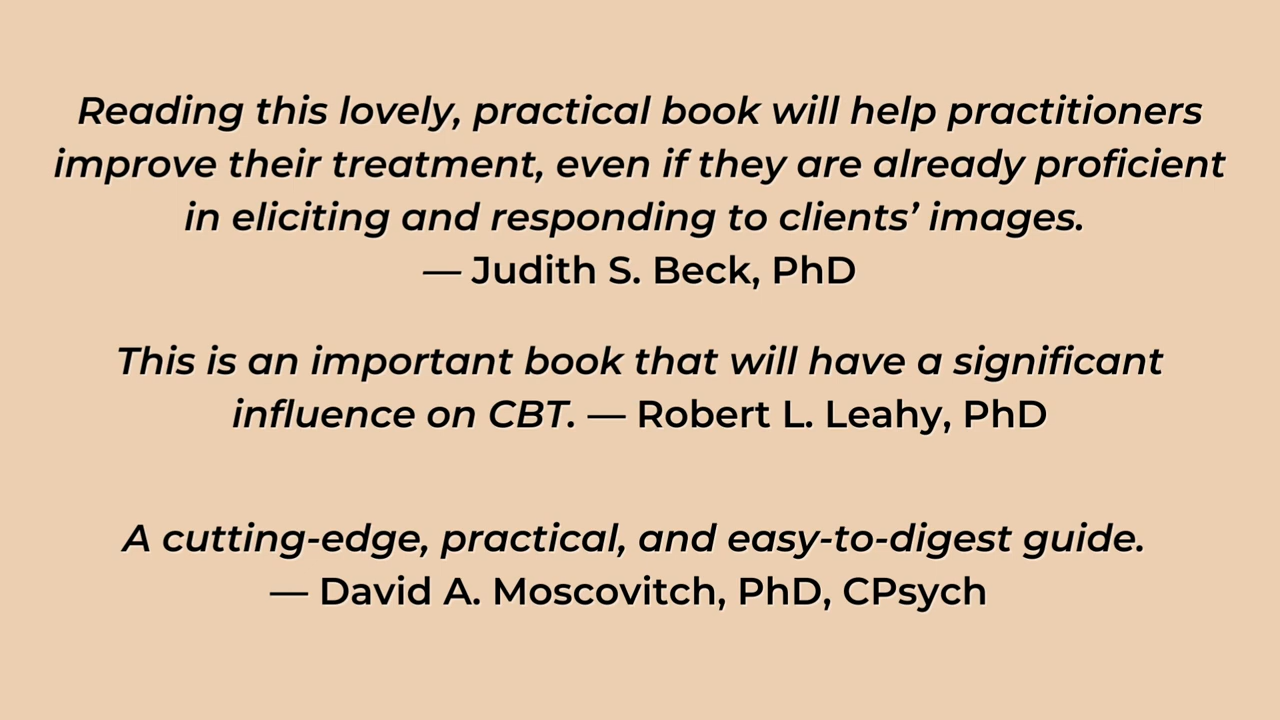 Reading this lovely, practical book will help practitioners
improve their treatment, even if they are already proficient
in eliciting and responding to clients’ images.
— Judith S. Beck, PhD
This is an important book that will have a significant
influence on CBT. — Robert L. Leahy, PhD
A cutting-edge, practical, and easy-to-digest guide.
— David A. Moscovitch, PhD, CPsych